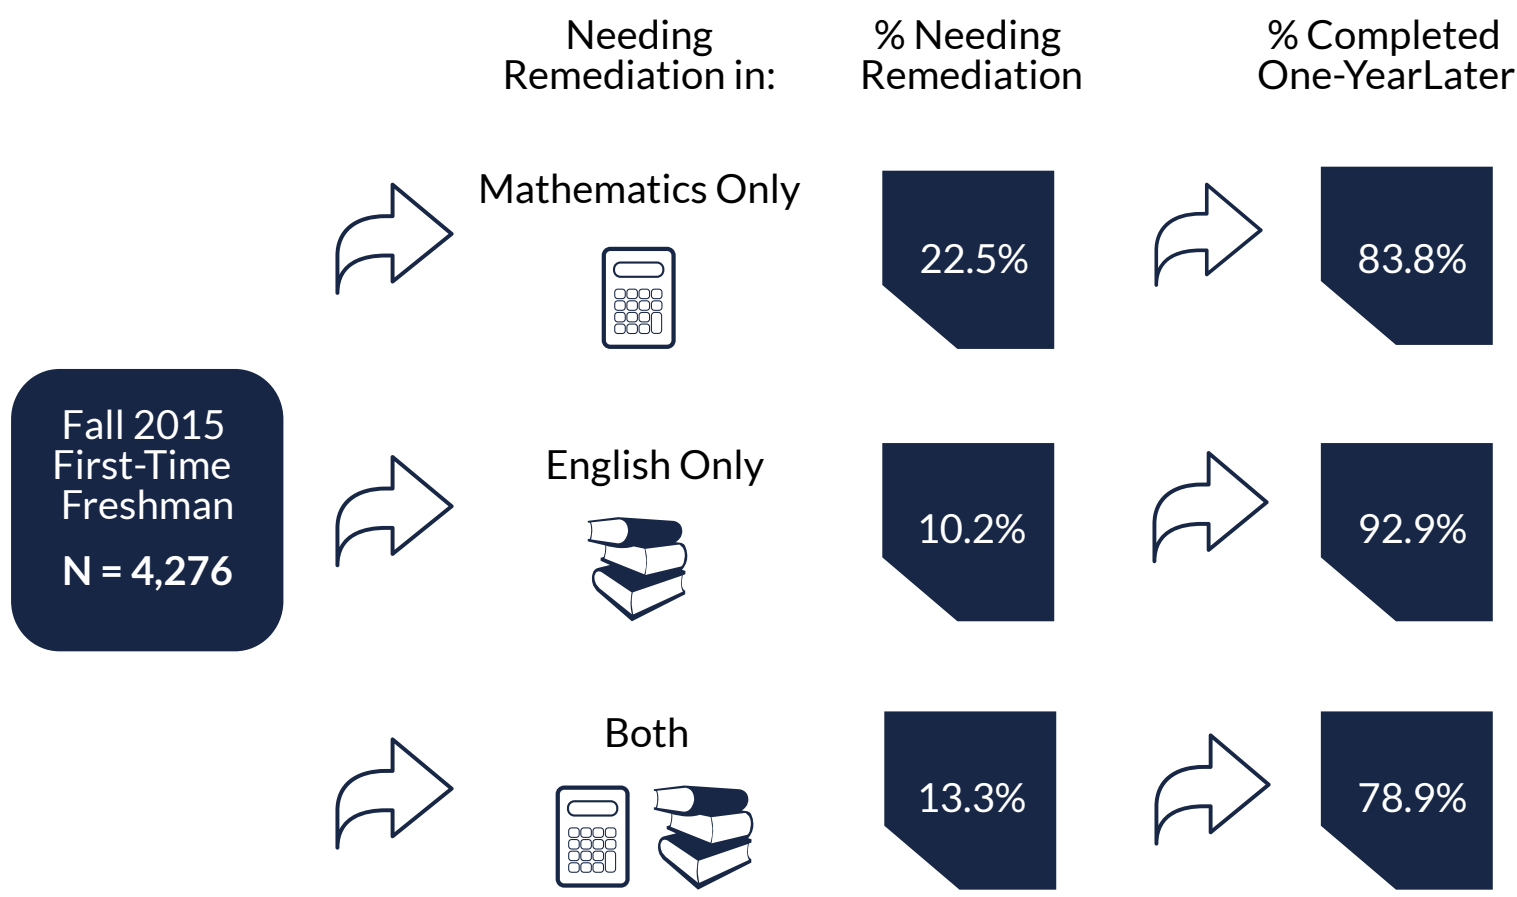 Needing
Remediation in:
% Needing
Remediation
% Completed
One-YearLater
Mathematics Only
22.5%
83.8%
Fall 2015
First-Time
Freshman
N = 4,276
English Only
10.2%
92.9%
Both
13.3%
78.9%